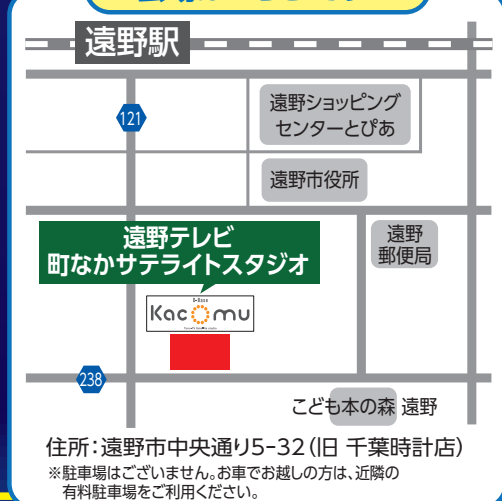 遠野駅
遠野ショッピング
センターとぴあ
121
遠野市役所
遠野テレビ
町なかサテライトスタジオ
遠野
郵便局
Kacomu
238
こども本の森 遠野
住所:遠野市中央通り5-32(旧 千葉時計店)
※駐車場はございません。お車でお越しの方は、近隣の
有料駐車場をご利用ください。